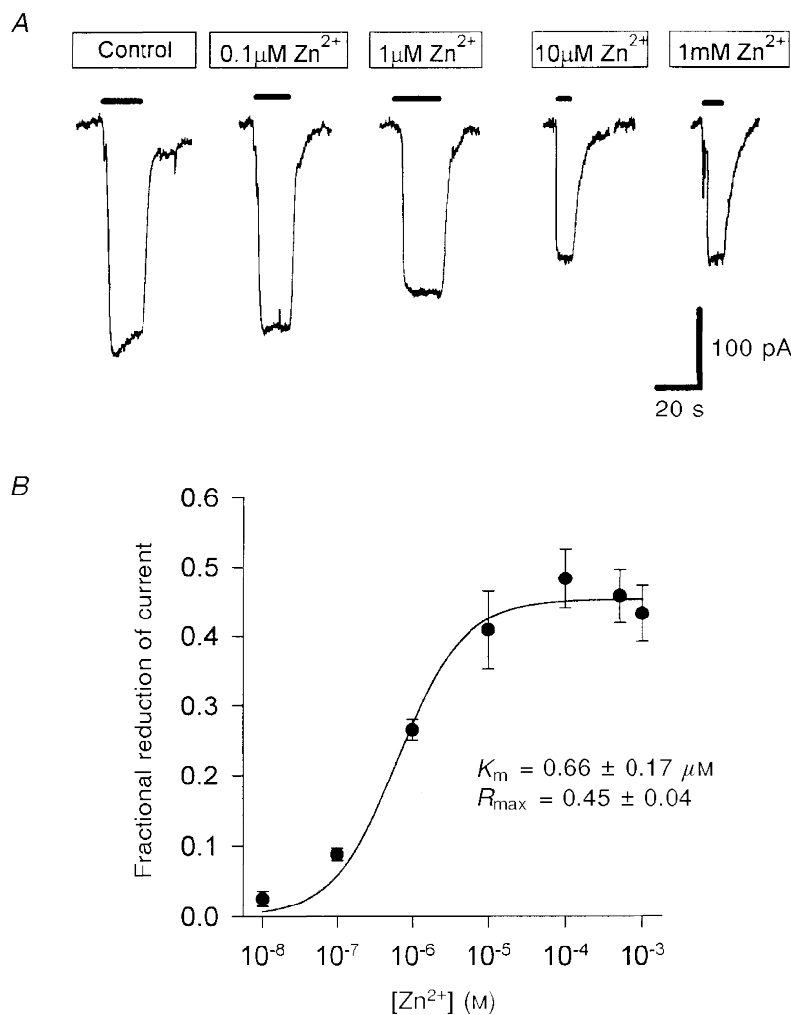 A
Control
0.1µM Zn²⁺
1µM Zn²⁺
10µM Zn²⁺
1mM Zn²⁺
100 pA
20 s
B
Fractional reduction of current
0.6
0.5
0.4
0.3
0.2
0.1
0.0
Kₘ = 0.66 ± 0.17 µM
Rₘₐₓ = 0.45 ± 0.04
10⁻⁸
10⁻⁷
10⁻⁶
10⁻⁵
10⁻⁴
10⁻³
[Zn²⁺] (M)